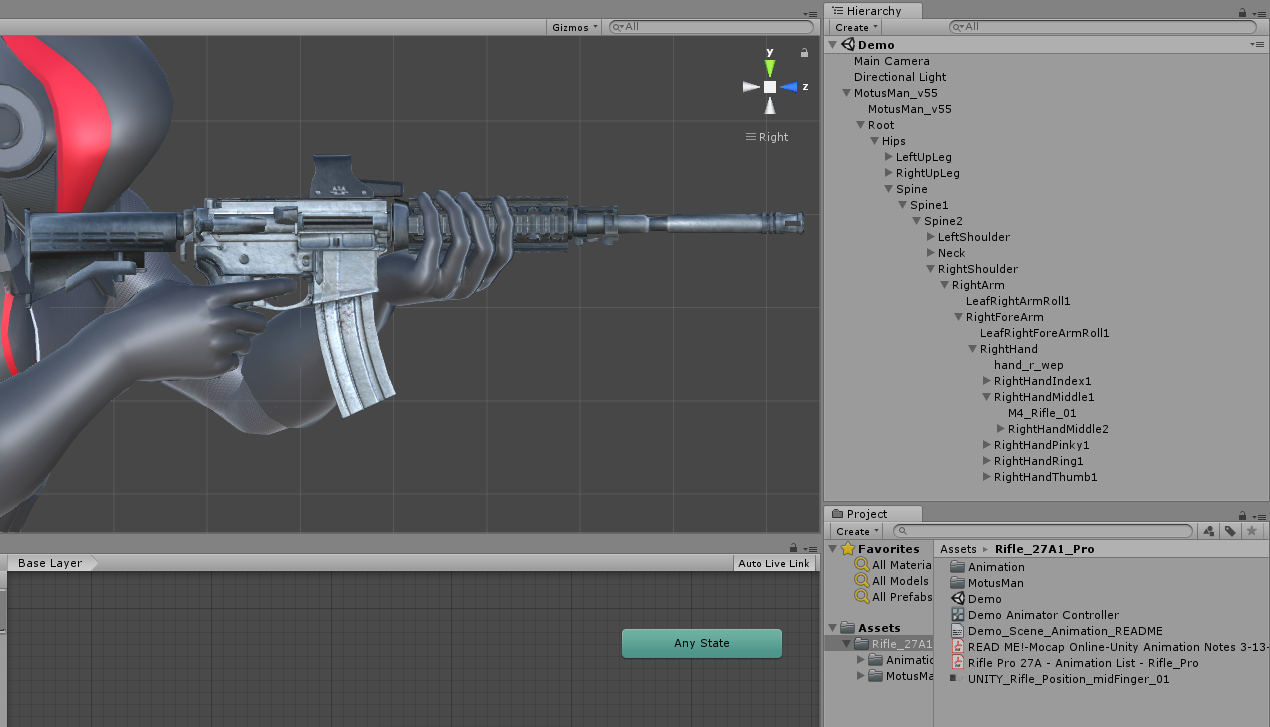 Gizmos
All
y
z
Right
Base Layer
Auto Live Link
Any State
Hierarchy
Create
All
Demo
Main Camera
Directional Light
MotusMan_v55
MotusMan_v55
Root
Hips
LeftUpLeg
RightUpLeg
Spine
Spine1
Spine2
LeftShoulder
Neck
RightShoulder
RightArm
LeafRightArmRoll1
RightForeArm
LeafRightForeArmRoll1
RightHand
hand_r_wep
RightHandIndex1
RightHandMiddle1
M4_Rifle_01
RightHandMiddle2
RightHandPinky1
RightHandRing1
RightHandThumb1
Project
Create
Favorites
All Materia
All Models
All Prefabs
Assets
Rifle_27A1
Animatio
MotusMa
Assets Rifle_27A1_Pro
Animation
MotusMan
Demo
Demo Animator Controller
Demo_Scene_Animation_README
READ ME!-Mocap Online-Unity Animation Notes 3-13-
Rifle Pro 27A - Animation List - Rifle_Pro
UNITY_Rifle_Position_midFinger_01